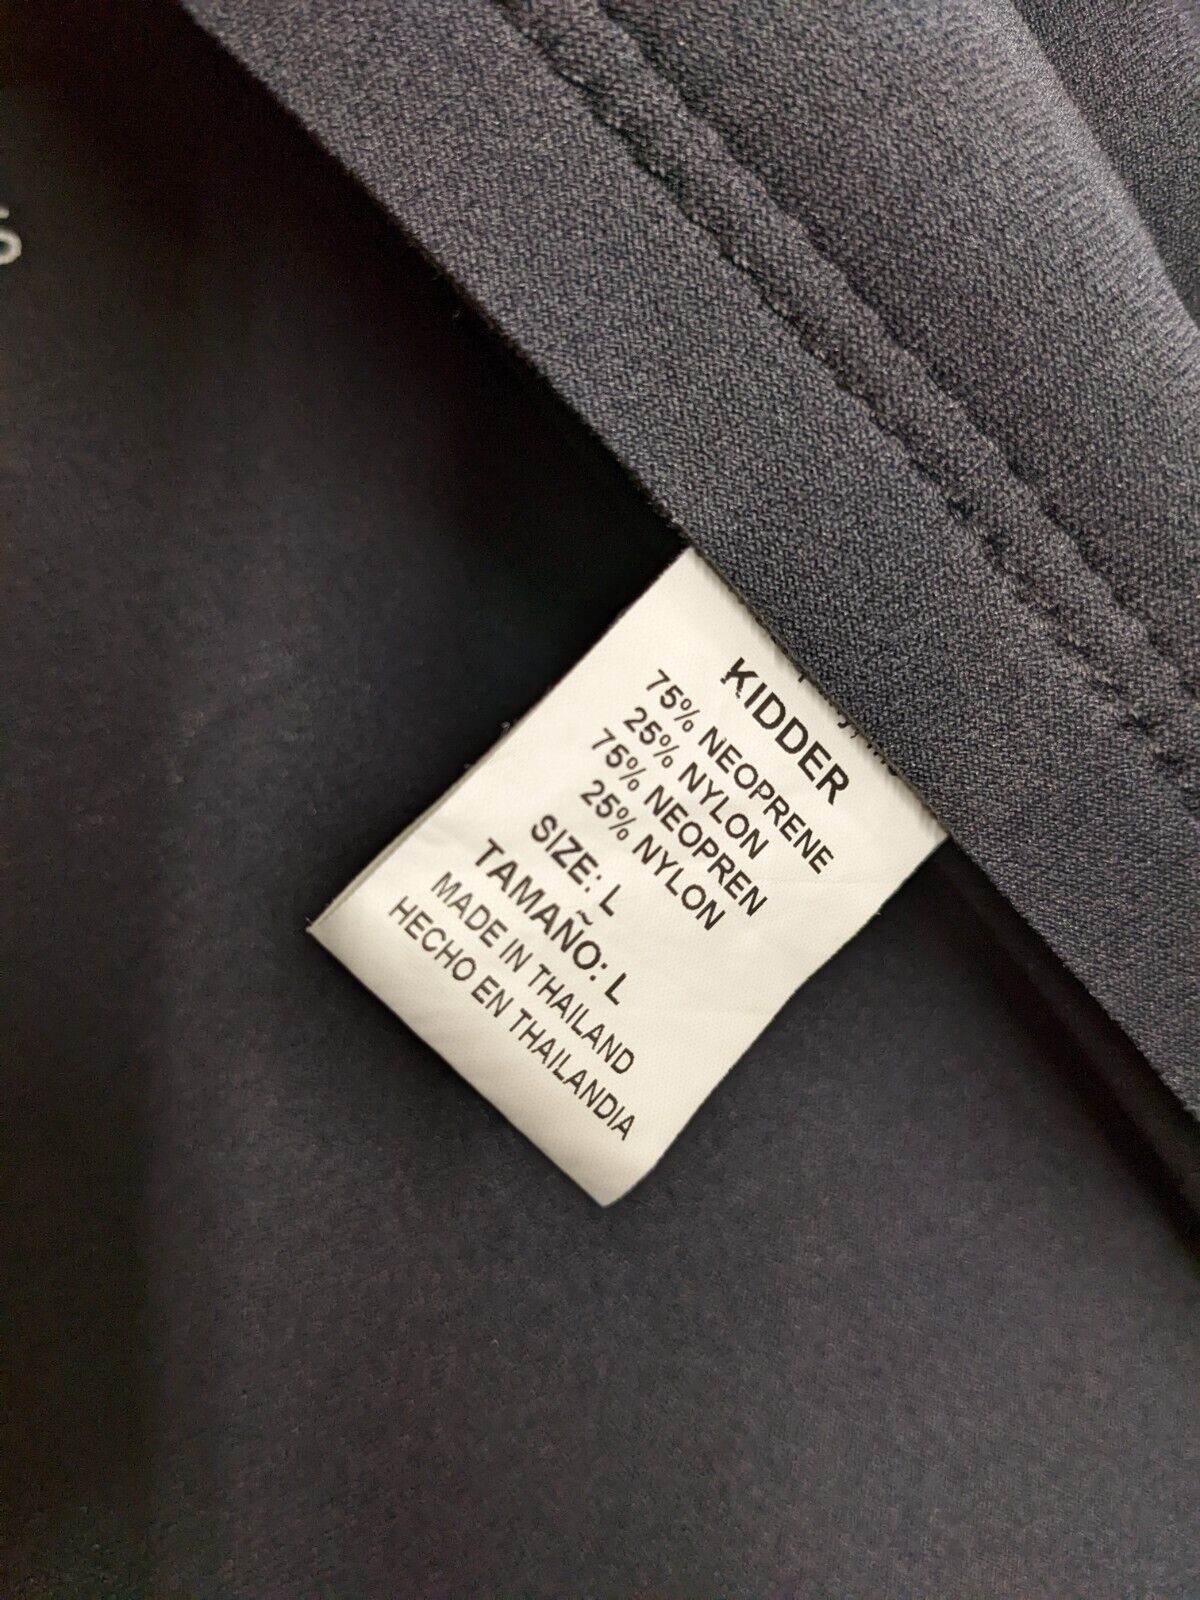 KIDDER
75% NEOPRENE
25% NYLON
75% NEOPREN
25% NYLON
SIZE: L
TAMAÑO: L
MADE IN THAILAND
HECHO EN THAILANDIA